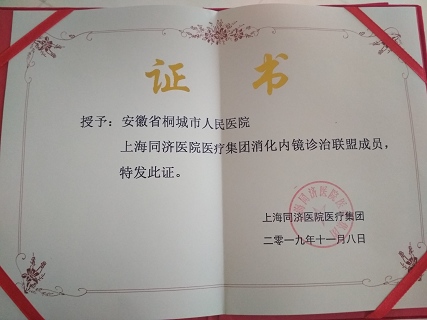 证书
授予：安徽省桐城市人民医院
上海同济医院医疗集团消化内镜诊治联盟成员，
特发此证。
上海同济医院医疗集团
二零一九年十一月八日